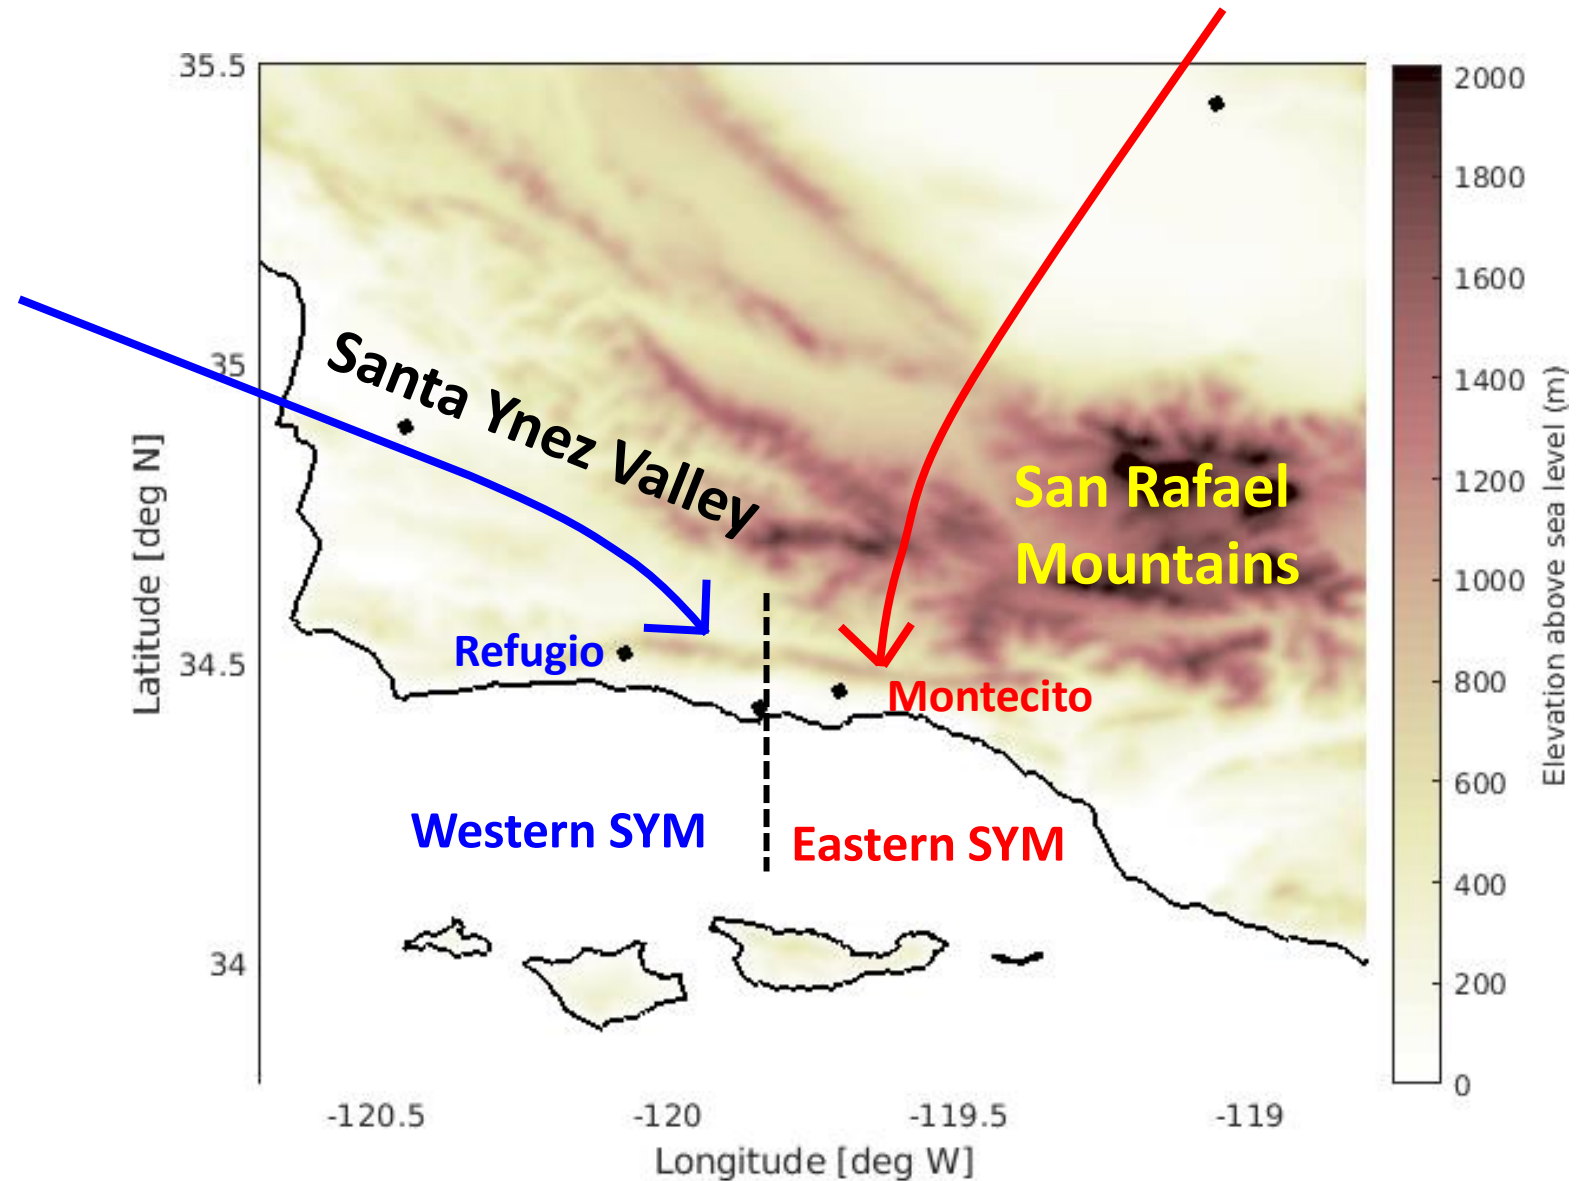 35.5
35
34.5
34
Latitude [deg N]
Santa Ynez Valley
San Rafael
Mountains
Refugio
Montecito
Western SYM
Eastern SYM
-120.5
-120
-119.5
-119
Longitude [deg W]
2000
1800
1600
1400
1200
1000
800
600
400
200
0
Elevation above sea level (m)